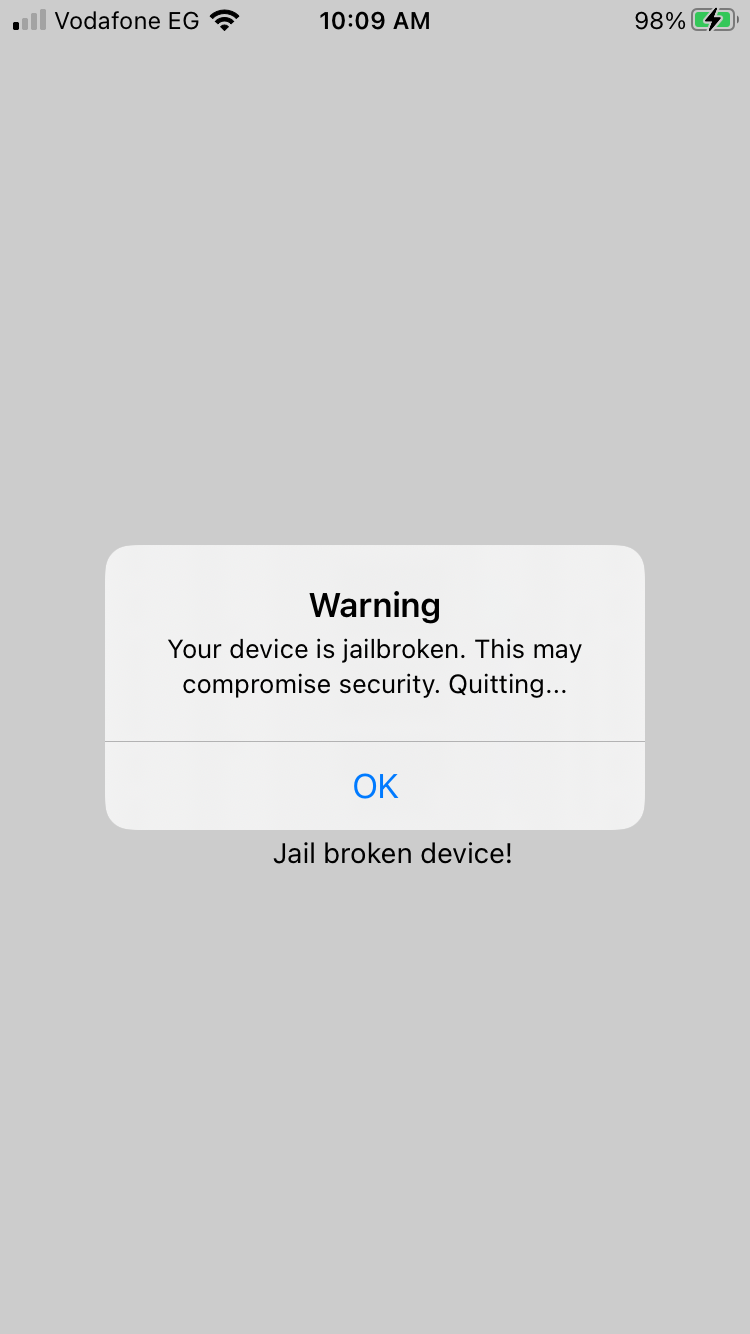 Vodafone EG 10:09 AM 98%
Warning
Your device is jailbroken. This may
compromise security. Quitting...
OK
Jail broken device!